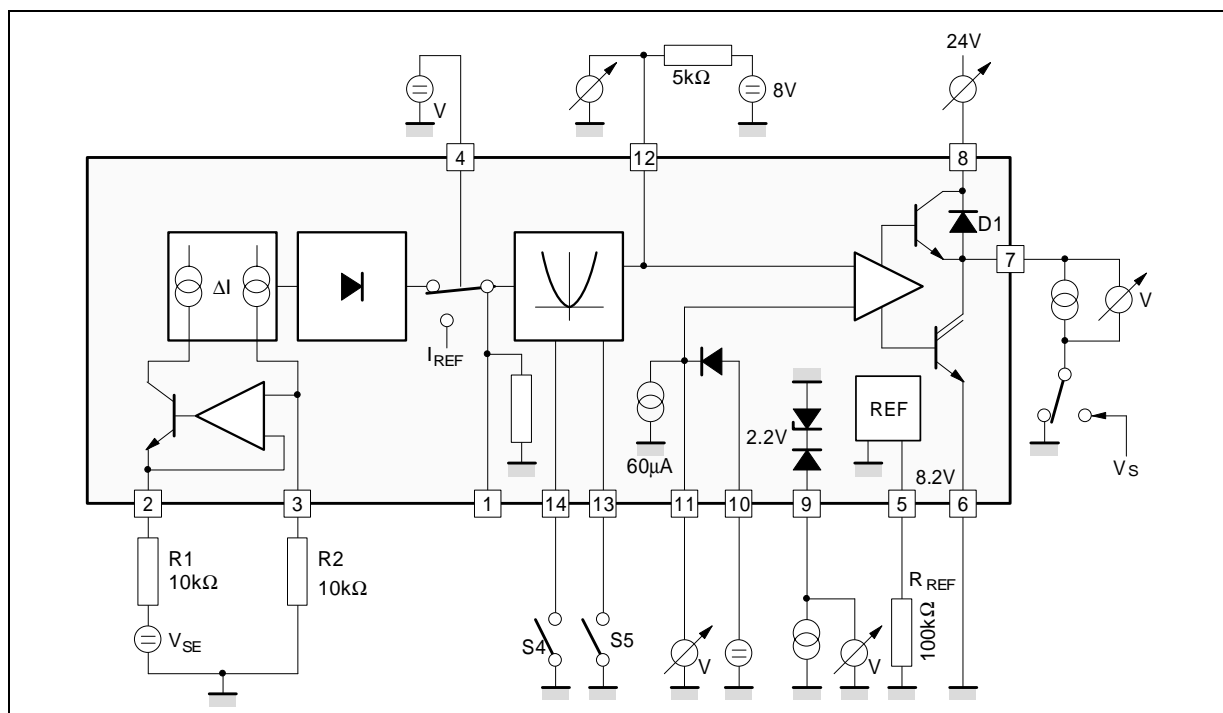 24V
5kΩ
8V
V
4
12
8
D1
ΔI
7
V
I REF
REF
2.2V
60μA
8.2V
V S
2
3
1
14
13
11
10
9
5
6
R1
10kΩ
R2
10kΩ
R REF
100kΩ
V SE
S4
S5
V
V